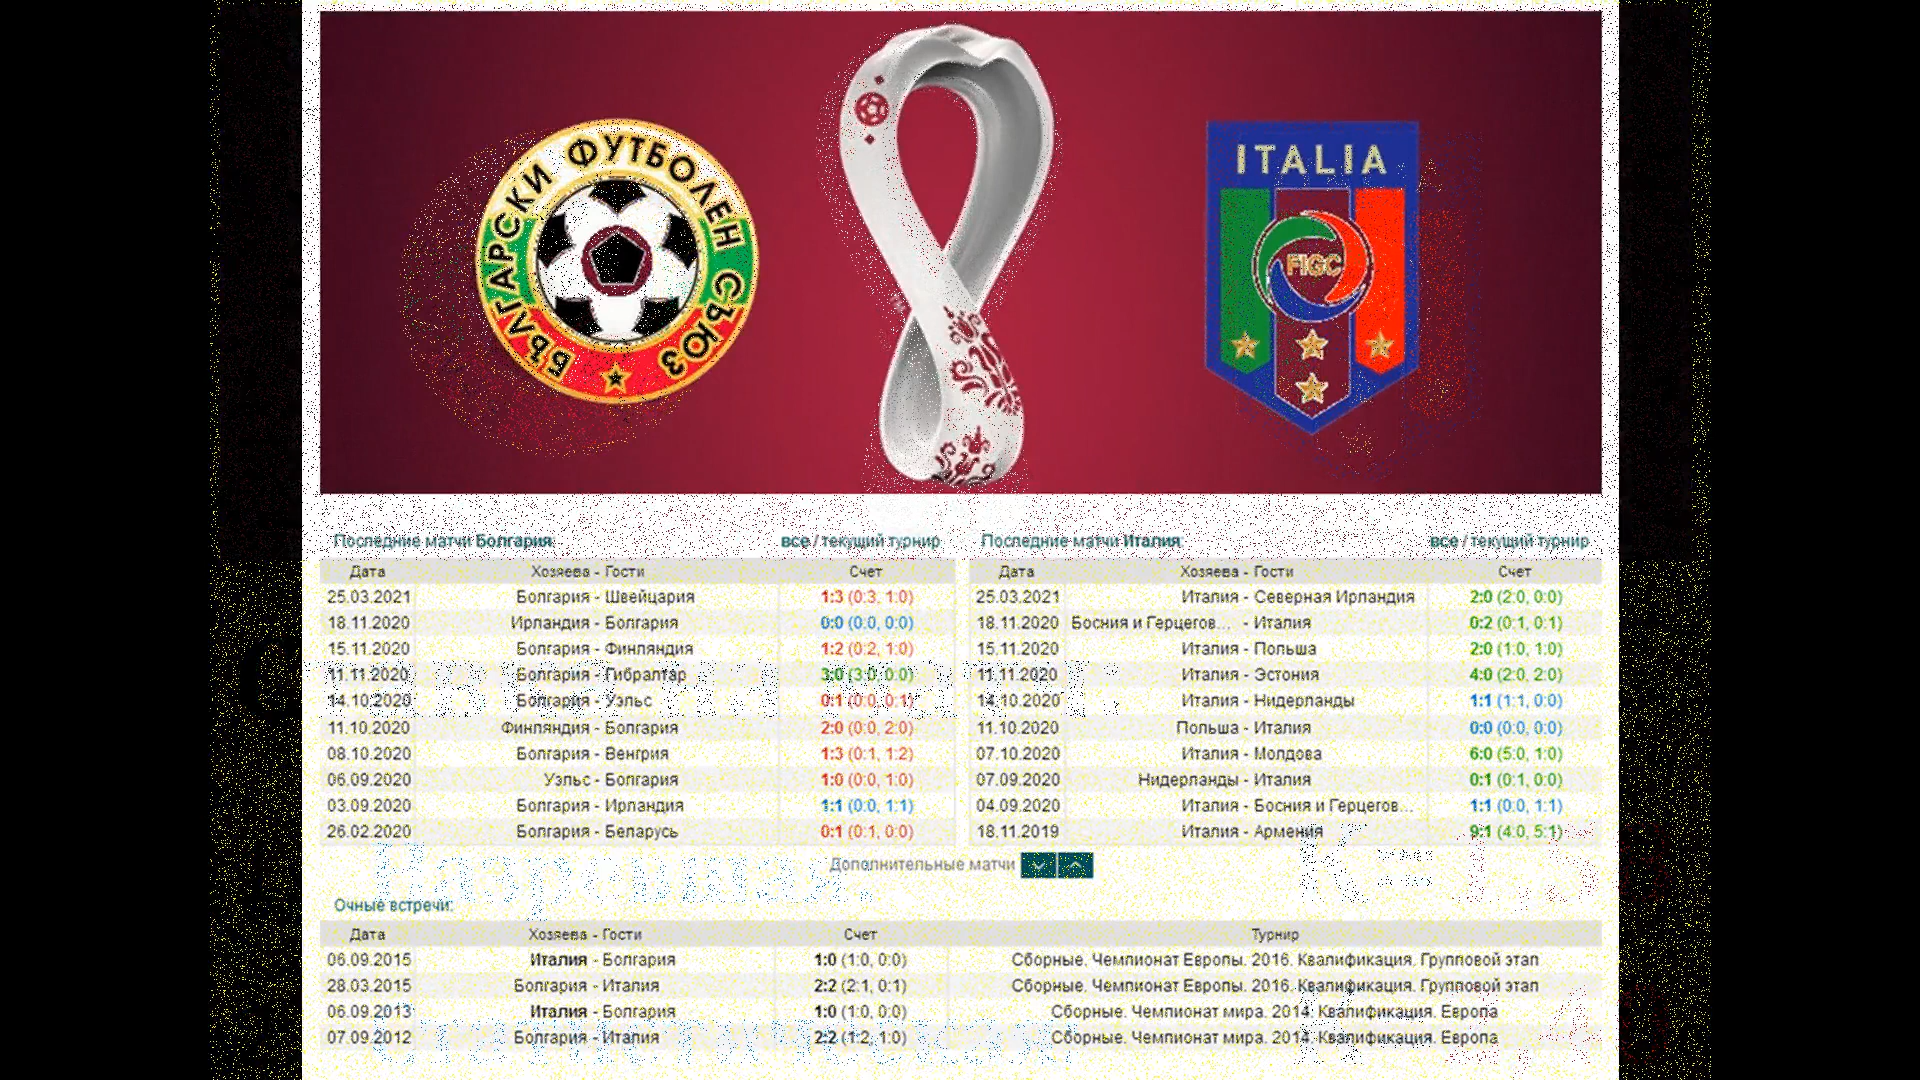 БЪЛГАРСКИ ФУТБОЛЕН СЪЮЗ
ITALIA
FIGC
Последние матчи Болгария: все / текущий турнир
Дата Хозяева - Гости Счет
25.03.2021 Болгария - Швейцария 1:3 (0:3, 1:0)
18.11.2020 Ирландия - Болгария 0:0 (0:0, 0:0)
15.11.2020 Болгария - Финляндия 1:2 (0:2, 1:0)
11.11.2020 Болгария - Гибралтар 3:0 (3:0, 0:0)
14.10.2020 Болгария - Уэльс 0:1 (0:0, 0:1)
11.10.2020 Финляндия - Болгария 2:0 (0:0, 2:0)
08.10.2020 Болгария - Венгрия 1:3 (0:1, 1:2)
06.09.2020 Уэльс - Болгария 1:0 (0:0, 1:0)
03.09.2020 Болгария - Ирландия 1:1 (0:0, 1:1)
26.02.2020 Болгария - Беларусь 0:1 (0:1, 0:0)
Последние матчи Италия: все / текущий турнир
Дата Хозяева - Гости Счет
25.03.2021 Италия - Северная Ирландия 2:0 (2:0, 0:0)
18.11.2020 Босния и Герцегов... - Италия 0:2 (0:1, 0:1)
15.11.2020 Италия - Польша 2:0 (1:0, 1:0)
11.11.2020 Италия - Эстония 4:0 (2:0, 2:0)
14.10.2020 Италия - Нидерланды 1:1 (1:1, 0:0)
11.10.2020 Польша - Италия 0:0 (0:0, 0:0)
07.10.2020 Италия - Молдова 6:0 (5:0, 1:0)
07.09.2020 Нидерланды - Италия 0:1 (0:1, 0:0)
04.09.2020 Италия - Босния и Герцегов... 1:1 (0:0, 1:1)
18.11.2019 Италия - Армения 9:1 (4:0, 5:1)
Дополнительные матчи
Очные встречи:
Дата Хозяева - Гости Счет Турнир
06.09.2015 Италия - Болгария 1:0 (1:0, 0:0) Сборные. Чемпионат Европы. 2016. Квалификация. Групповой этап
28.03.2015 Болгария - Италия 2:2 (2:1, 0:1) Сборные. Чемпионат Европы. 2016. Квалификация. Групповой этап
06.09.2013 Италия - Болгария 1:0 (1:0, 0:0) Сборные. Чемпионат мира. 2014. Квалификация. Европа
07.09.2012 Болгария - Италия 2:2 (1:2, 1:0) Сборные. Чемпионат мира. 2014. Квалификация. Европа